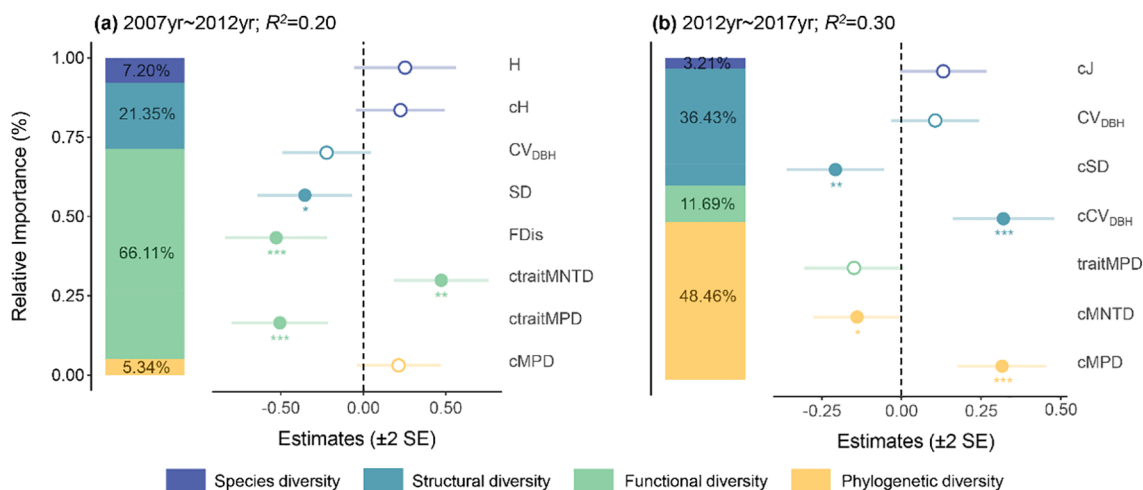 (a) 2007yr~2012yr; R²=0.20
(b) 2012yr~2017yr; R²=0.30
Relative Importance (%)
1.00
0.75
0.50
0.25
0.00
7.20%
21.35%
66.11%
5.34%
H
cH
CV_DBH
SD
*
FDis
***
ctraitMNTD
**
ctraitMPD
***
cMPD
-0.50
0.00
0.50
Estimates (±2 SE)
3.21%
36.43%
11.69%
48.46%
cJ
CV_DBH
cSD
**
cCV_DBH
***
traitMPD
cMNTD
*
cMPD
***
-0.25
0.00
0.32
0.50
Estimates (±2 SE)
Species diversity
Structural diversity
Functional diversity
Phylogenetic diversity